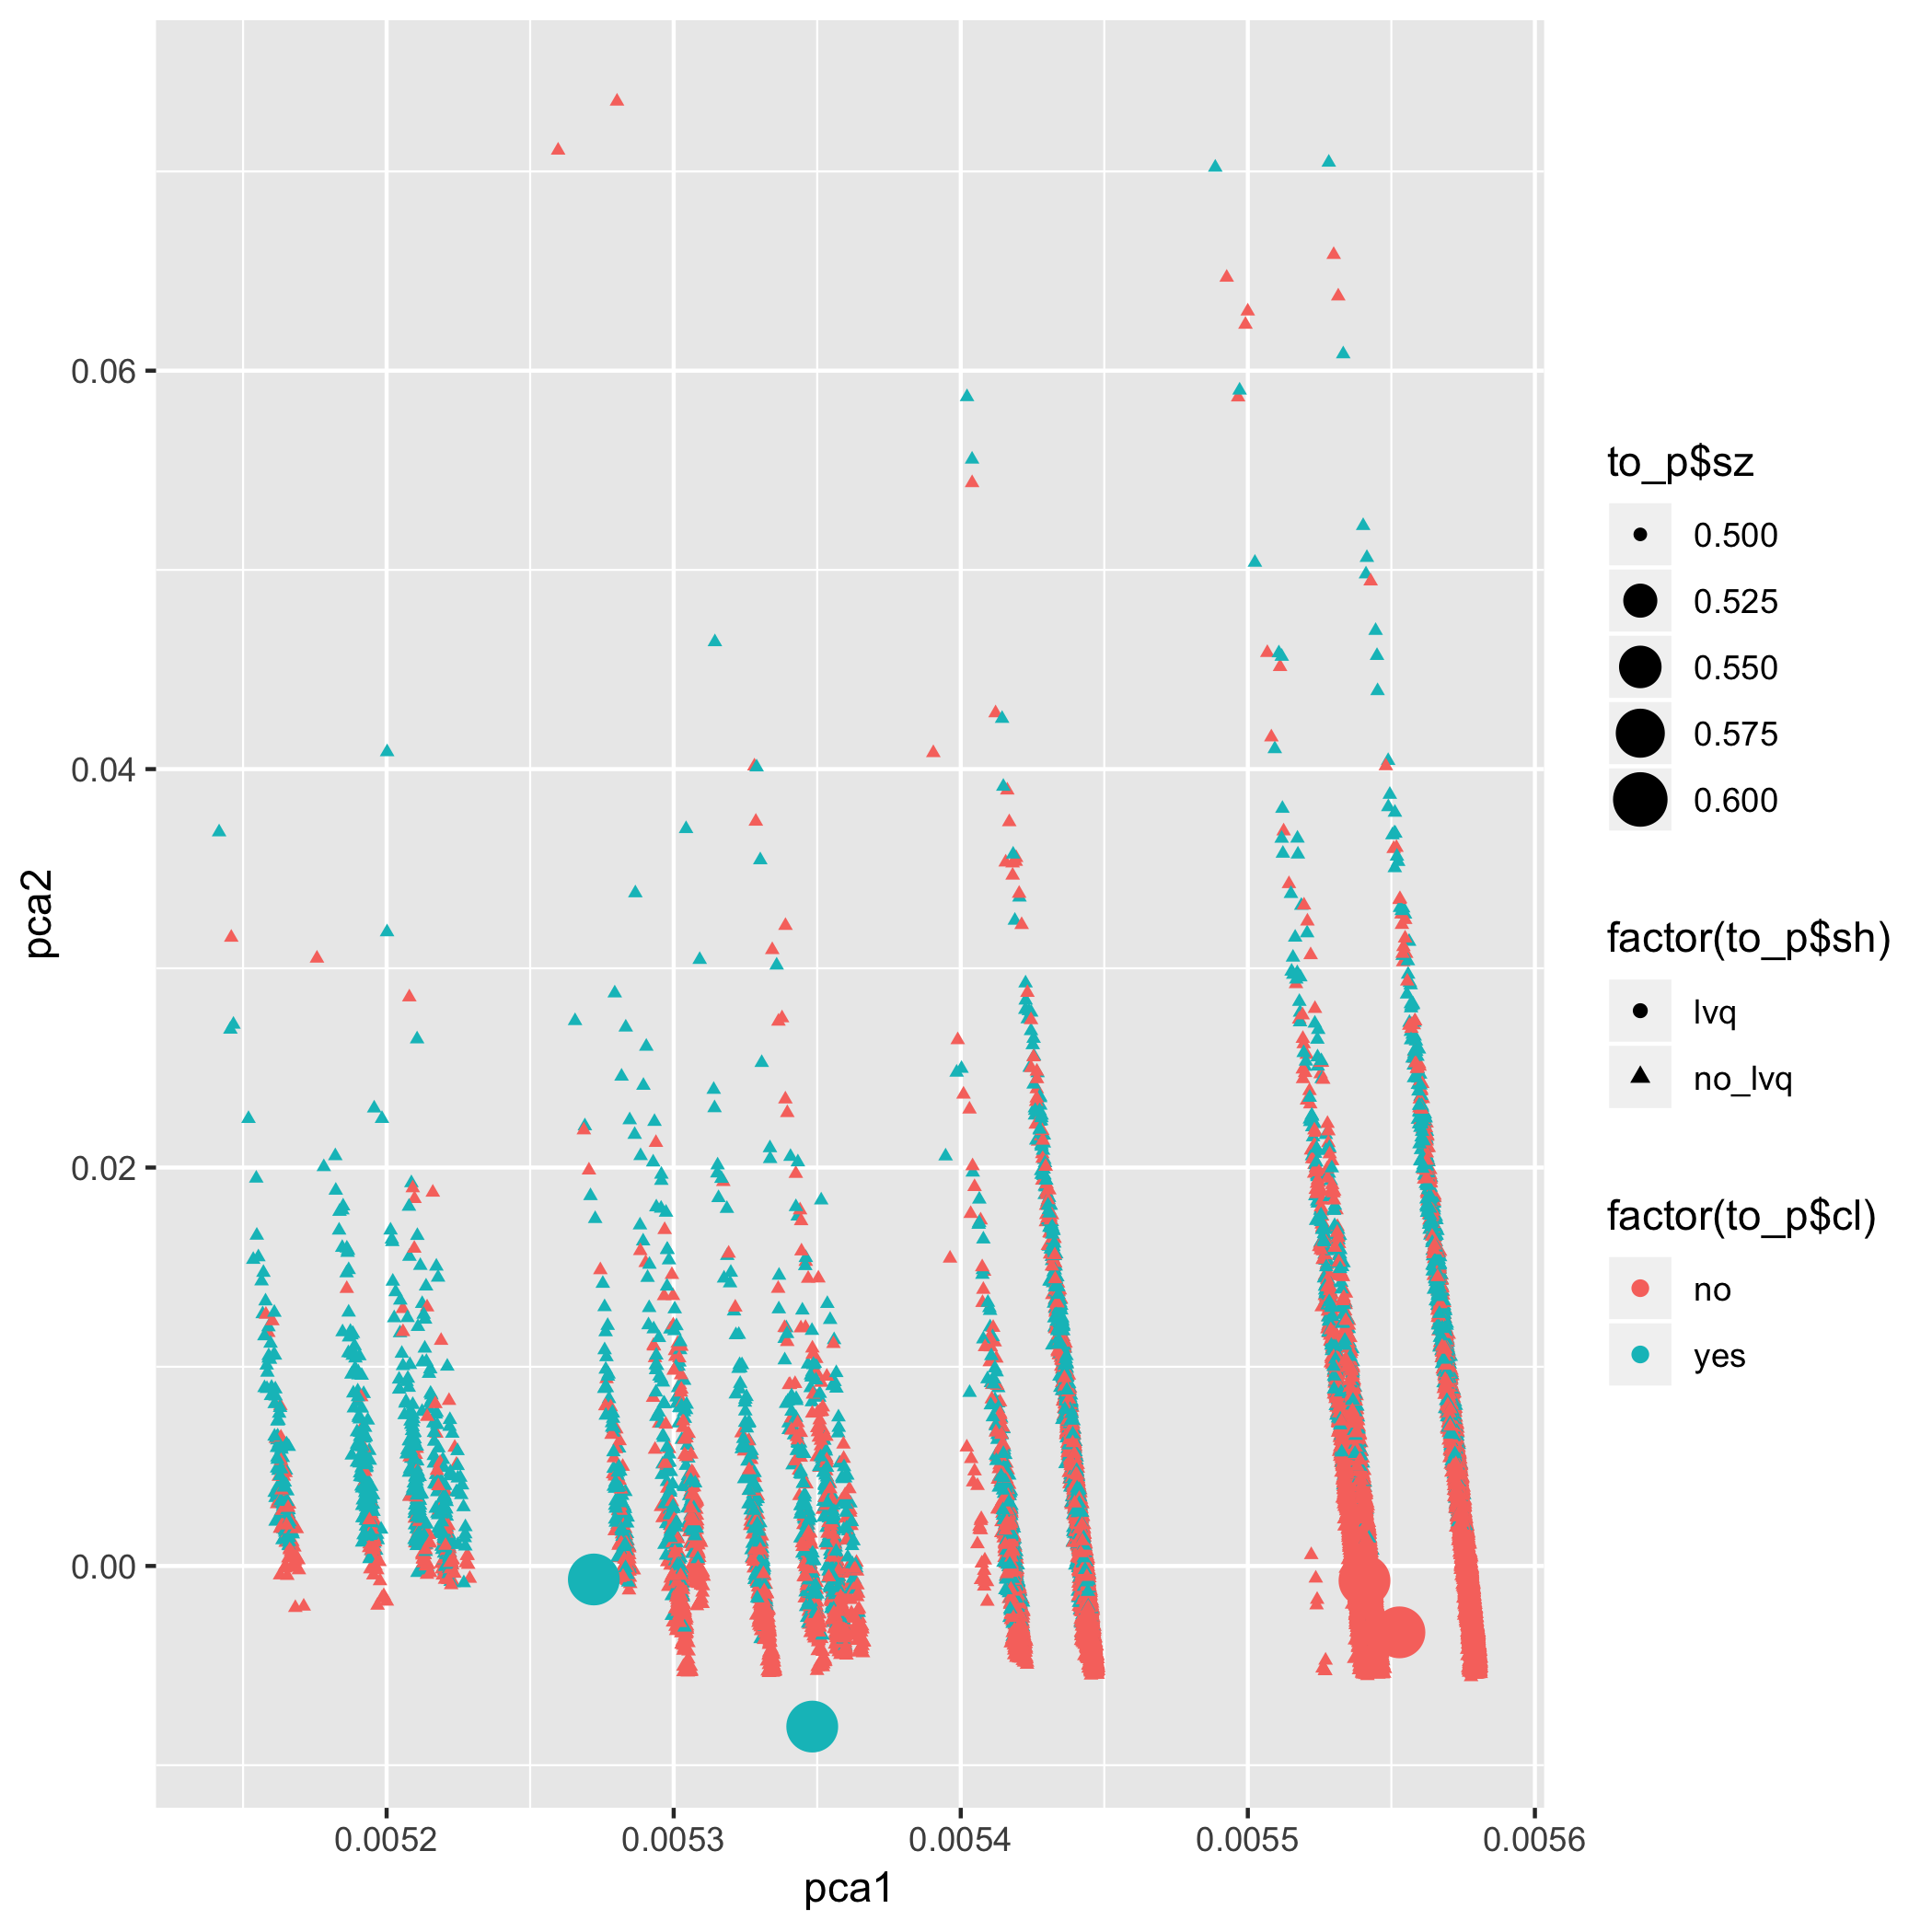 0.06
0.04
0.02
0.00
pca2
0.0052 0.0053 0.0054 0.0055 0.0056
pca1
to_p$sz
0.500
0.525
0.550
0.575
0.600
factor(to_p$sh)
lvq
no_lvq
factor(to_p$cl)
no
yes